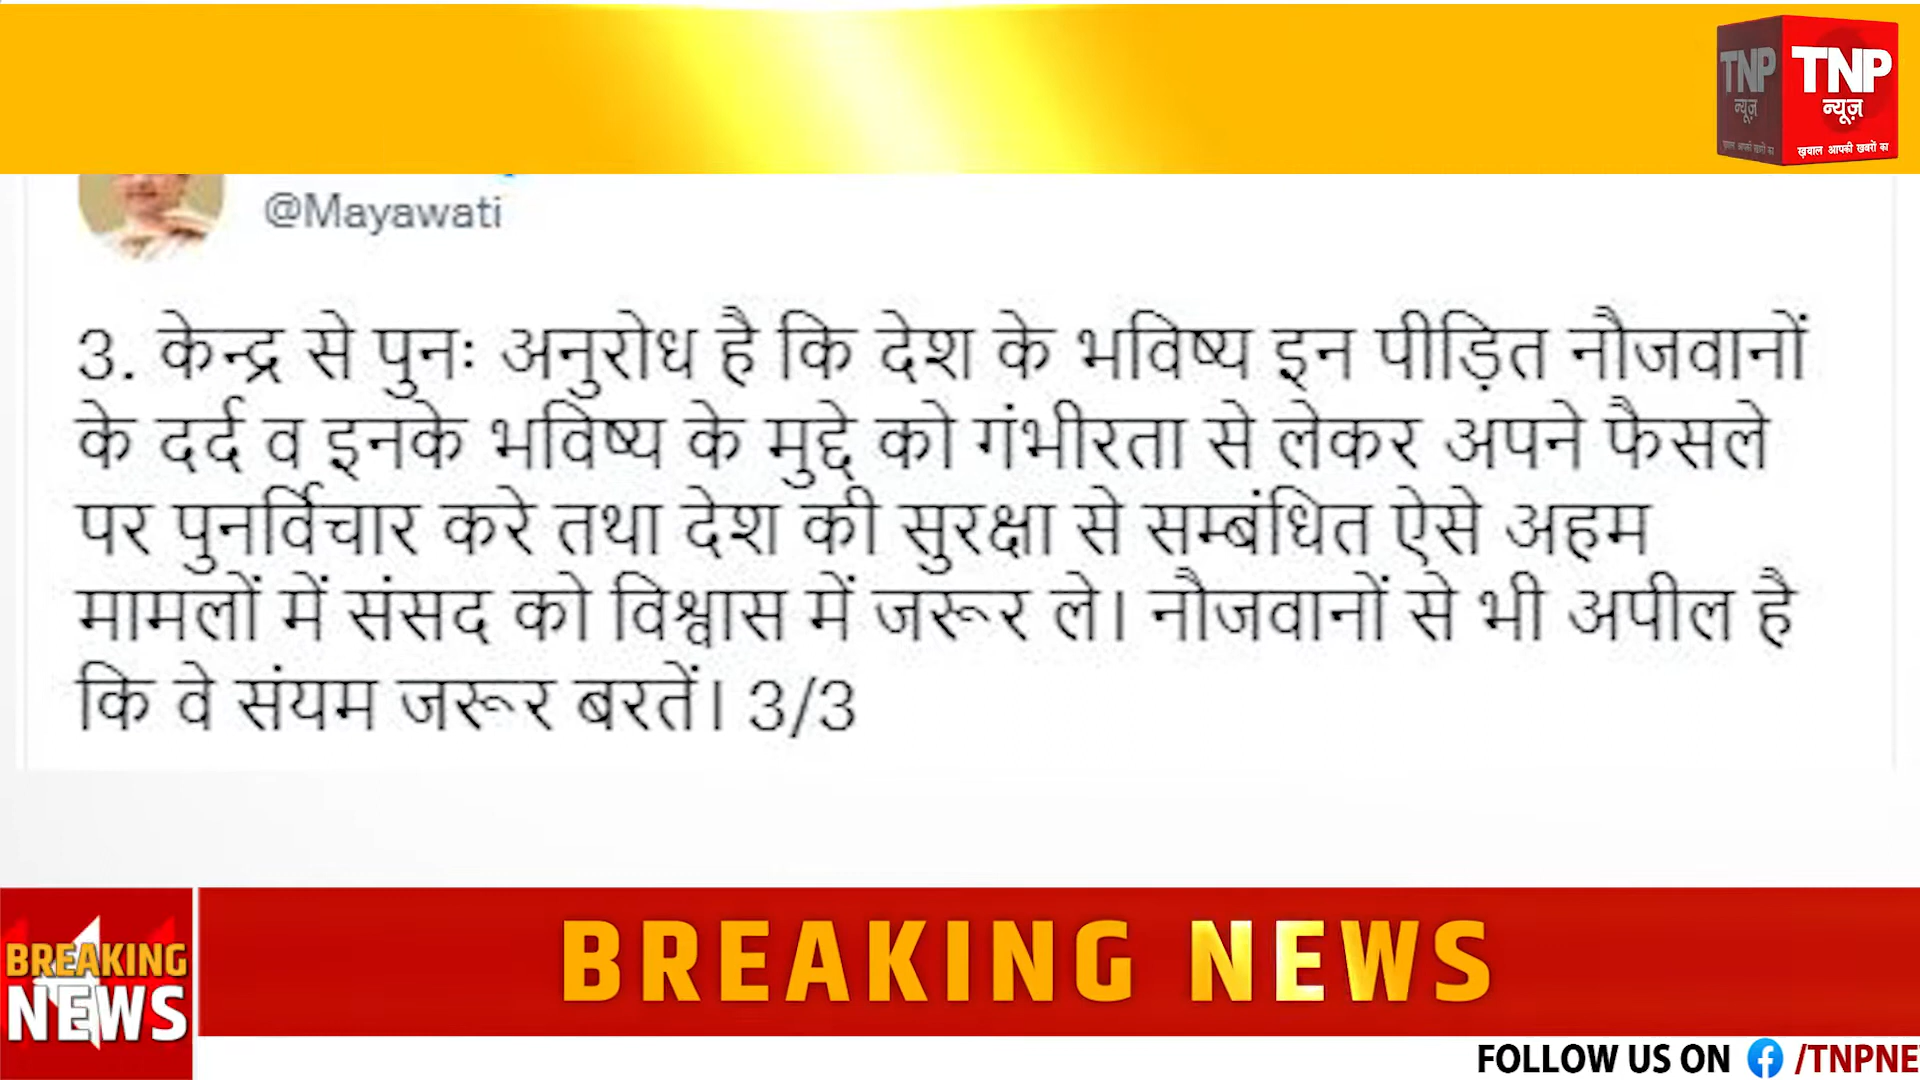 TNP
न्यूज़
TNP
न्यूज़
ख़याल आपकी खबरों का
@Mayawati
3. केन्द्र से पुनः अनुरोध है कि देश के भविष्य इन पीड़ित नौजवानों
के दर्द व इनके भविष्य के मुद्दे को गंभीरता से लेकर अपने फैसले
पर पुनर्विचार करे तथा देश की सुरक्षा से सम्बंधित ऐसे अहम
मामलों में संसद को विश्वास में जरूर ले। नौजवानों से भी अपील है
कि वे संयम जरूर बरतें। 3/3
BREAKING
NEWS
BREAKING NEWS
FOLLOW US ON /TNPNE